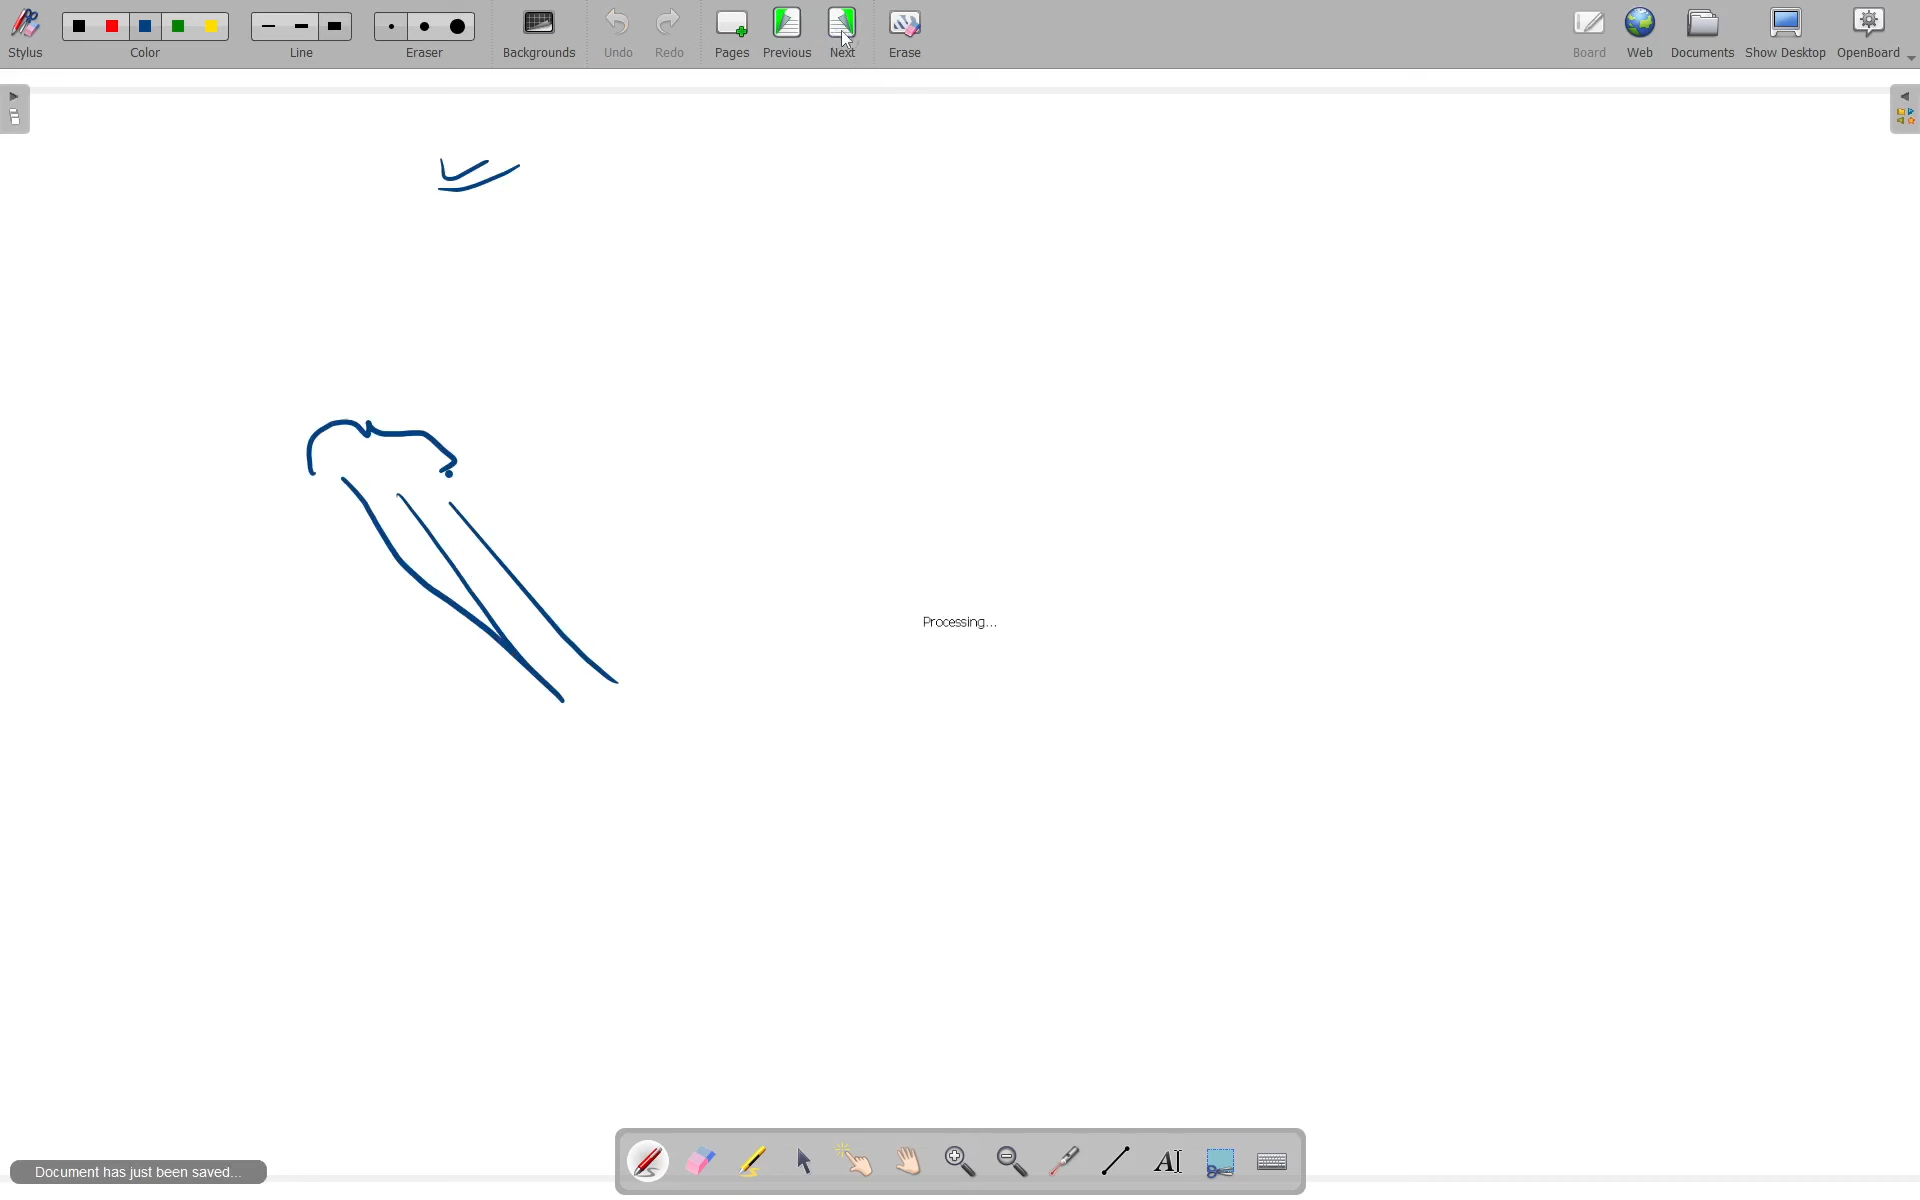 Stylus Color Line Eraser Backgrounds Undo Redo Pages Previous Next Erase Board Web Documents Show Desktop OpenBoard
Processing...
AI
Document has just been saved...